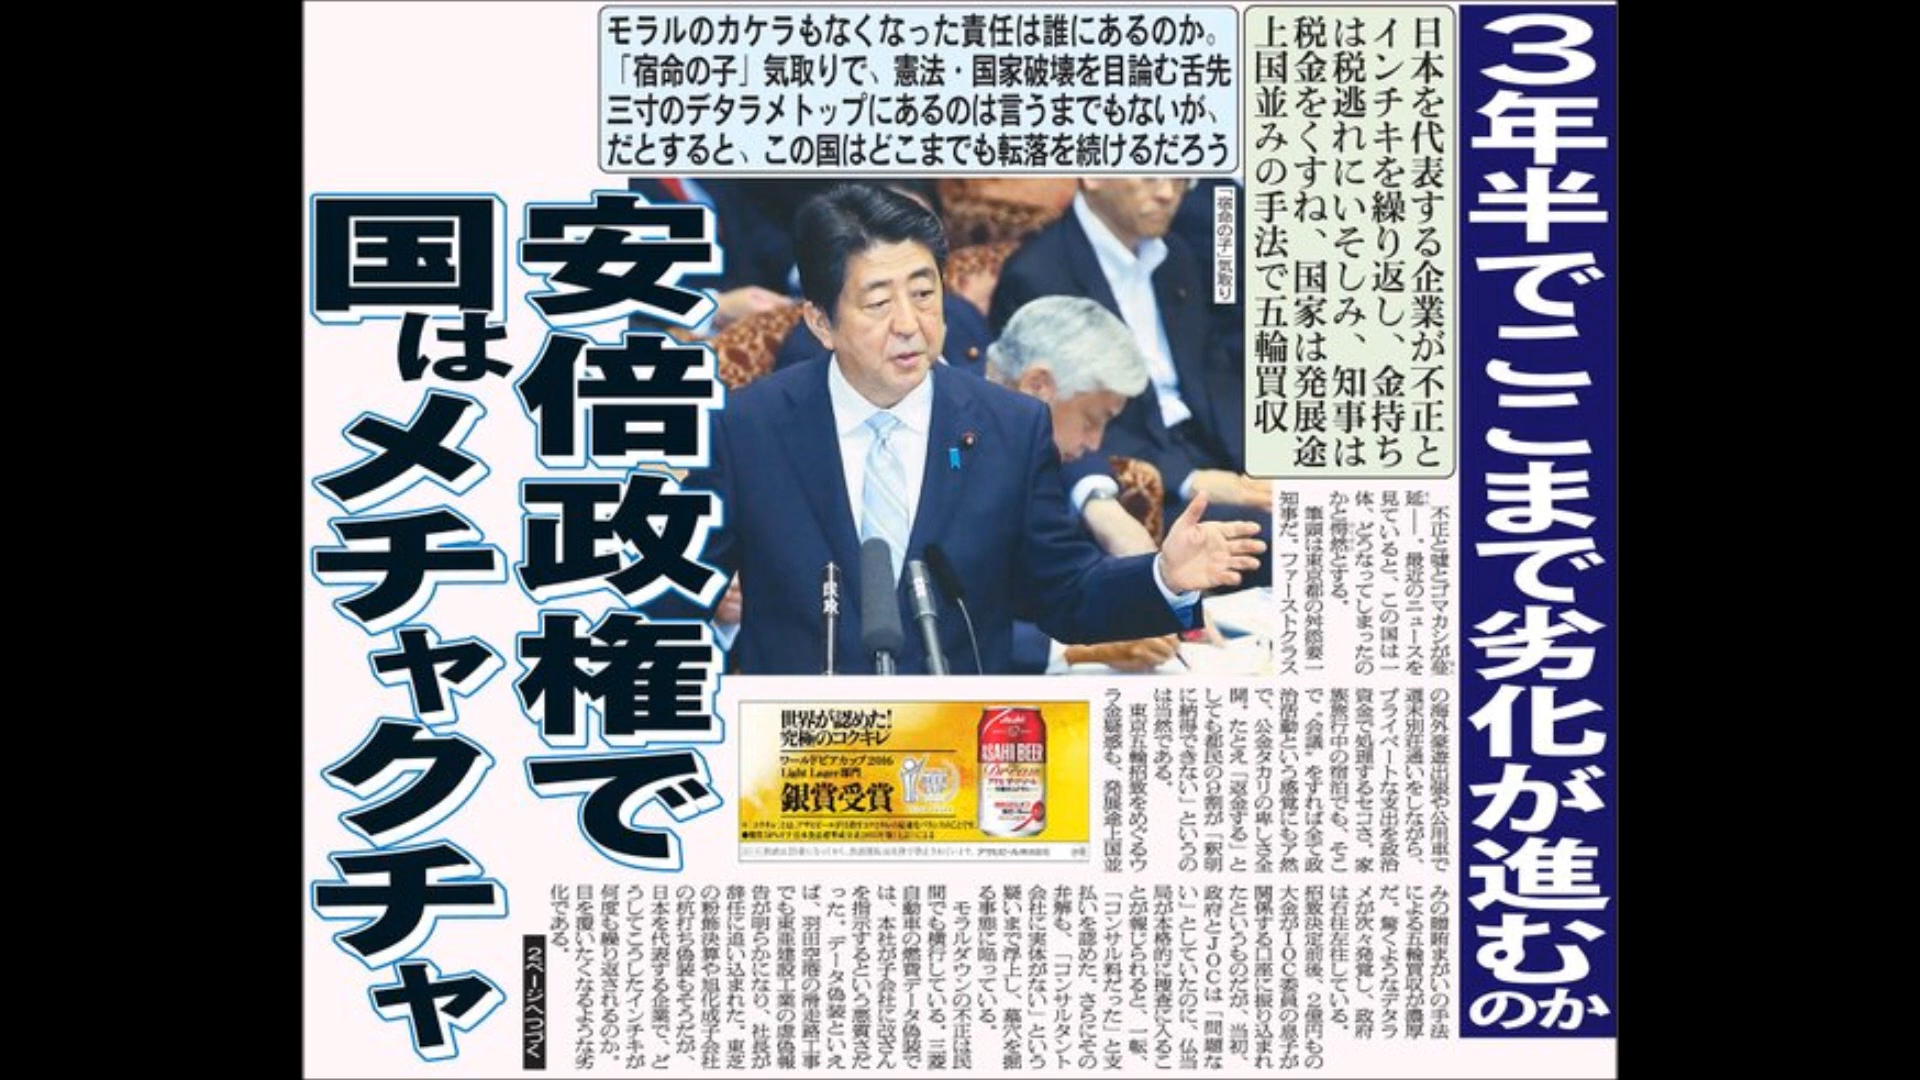 3年半でここまで劣化が進むのか
日本を代表する企業が不正と
インチキを繰り返し、金持ち
は税逃れにいそしみ、知事は
税金をくすね、国家は発展途
上国並みの手法で五輪買収
モラルのカケラもなくなった責任は誰にあるのか。
「宿命の子」気取りで、憲法・国家破壊を目論む舌先
三寸のデタラメトップにあるのは言うまでもないが、
だとすると、この国はどこまでも転落を続けるだろう
安倍政権で
国はメチャクチャ
「宿命の子」気取り
民政
不正と嘘とゴマカシが蔓
延――。最近のニュースを
見ていると、この国は一
体、どうなってしまったの
かと愕然とする。
筆頭は東京都の舛添要一
知事だ。ファーストクラス
の海外豪遊出張や公用車で
週末別荘通いをしながら、
プライベートな支出を政治
資金で処理するセコさ。家
族旅行中の宿泊でも、そこ
で“会議”をすれば全て政
治活動という感覚にもア然
で、公金タカリの卑しさ全
開。たとえ「返金する」と
しても都民の9割が「釈明
に納得できない」というの
は当然である。
東京五輪招致をめぐるウ
ラ金疑惑も、発展途上国並
みの贈賄まがいの手法
による五輪買収が濃厚
だ。驚くようなデタラ
メが次々発覚し、政府
は右往左往している。
招致決定前後、2億円もの
大金がIOC委員の息子が
関係する口座に振り込まれ
たというものだが、当初、
政府とJOCは「問題な
い」としていたのに、仏当
局が本格的に捜査に入るこ
とが報じられると、一転、
「コンサル料だった」と支
払いを認めた。さらにその
弁解も、「コンサルタント
会社に実体がない」という
疑いまで浮上し、墓穴を掘
る事態に陥っている。
モラルダウンの不正は民
間でも横行している。三菱
自動車の燃費データ偽装で
は、本社が子会社に改ざん
を指示するという悪質さだ
った。データ偽装といえ
ば、羽田空港の滑走路工事
でも東亜建設工業の虚偽報
告が明らかになり、社長が
辞任に追い込まれた。東芝
の粉飾決算や旭化成子会社
の杭打ち偽装もそうだが、
日本を代表する企業で、ど
うしてこうしたインチキが
何度も繰り返されるのか。
目を覆いたくなるような劣
化である。
2ページへつづく
世界が認めた!
究極のコクキレ
ワールドビアカップ2016
Light Lager部門
銀賞受賞
Asahi
ASAHI BEER